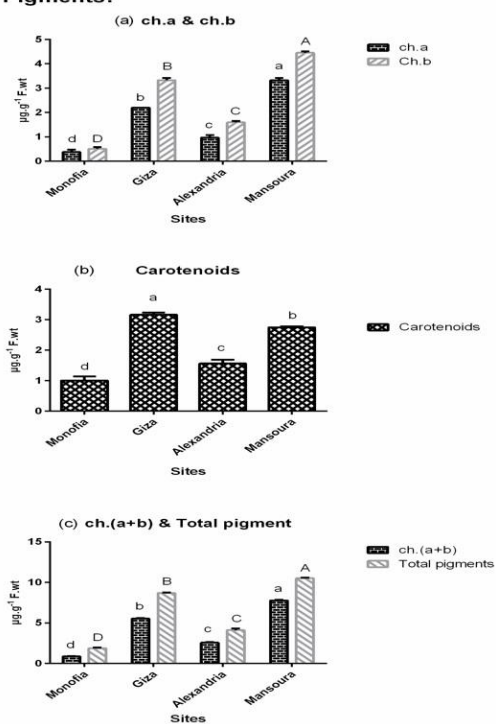 Pigments:
(a) ch.a & ch.b
ch.a
Ch.b
µg.g⁻¹ F.wt
5
4
3
2
1
0
d D
b B
c C
a A
Monofia
Giza
Alexandria
Mansoura
Sites
(b) Carotenoids
Carotenoids
µg.g⁻¹ F.wt
4
3
2
1
0
d
a
c
b
Monofia
Giza
Alexandria
Mansoura
Sites
(c) ch.(a+b) & Total pigment
ch.(a+b)
Total pigments
µg.g⁻¹ F.wt
15
10
5
0
d D
b B
c C
a A
Monofia
Giza
Alexandria
Mansoura
Sites